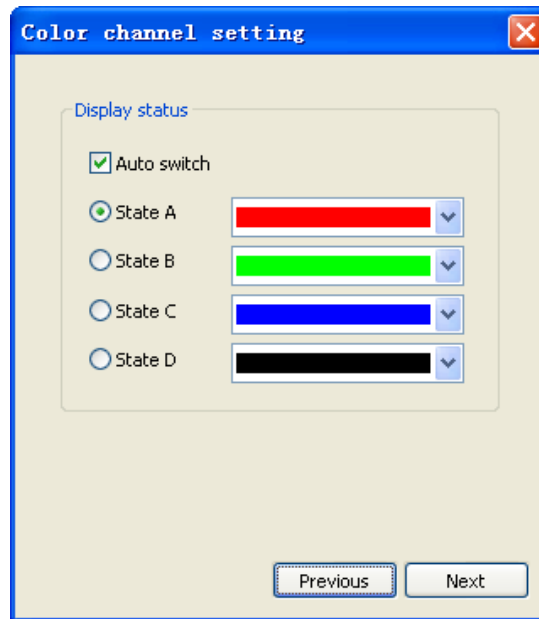 Color channel setting
Display status
Auto switch
State A
State B
State C
State D
Previous
Next